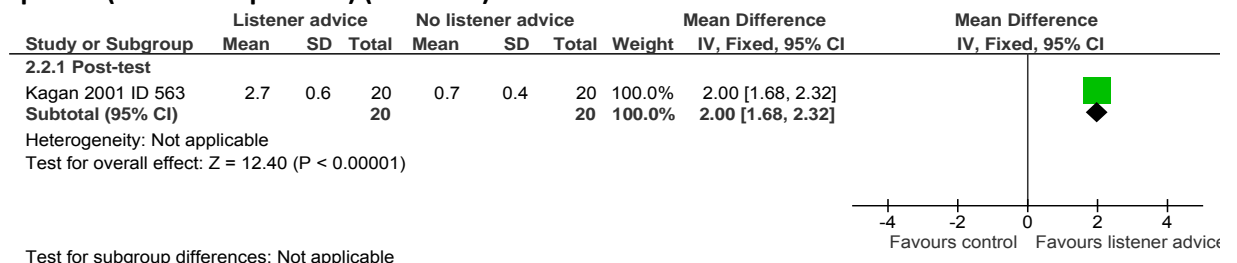 Listener advice No listener advice Mean Difference Mean Difference
Study or Subgroup Mean SD Total Mean SD Total Weight IV, Fixed, 95% CI IV, Fixed, 95% CI
2.2.1 Post-test
Kagan 2001 ID 563 2.7 0.6 20 0.7 0.4 20 100.0% 2.00 [1.68, 2.32]
Subtotal (95% CI) 20 20 100.0% 2.00 [1.68, 2.32]
Heterogeneity: Not applicable
Test for overall effect: Z = 12.40 (P < 0.00001)
-4 -2 0 2 4
Favours control Favours listener advice
Test for subgroup differences: Not applicable